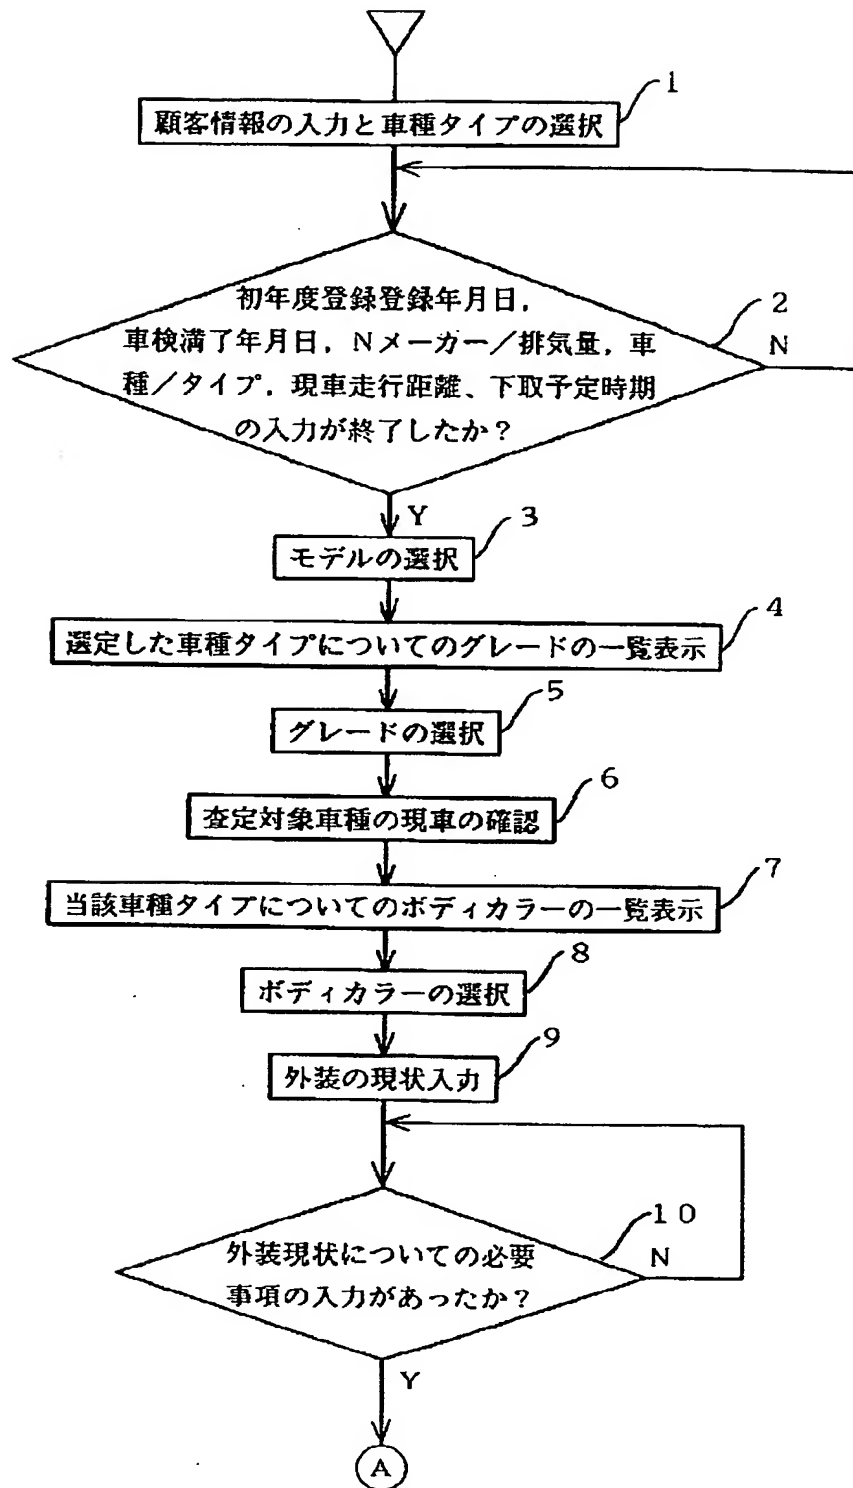 1
顧客情報の入力と車種タイプの選択
初年度登録登録年月日,
車検満了年月日, Nメーカー/排気量, 車
種/タイプ, 現車走行距離、下取予定時期
の入力が終了したか?
2
N
Y
3
モデルの選択
4
選定した車種タイプについてのグレードの一覧表示
5
グレードの選択
6
査定対象車種の現車の確認
7
当該車種タイプについてのボディカラーの一覧表示
8
ボディカラーの選択
9
外装の現状入力
10
外装現状についての必要
事項の入力があったか?
N
Y
A